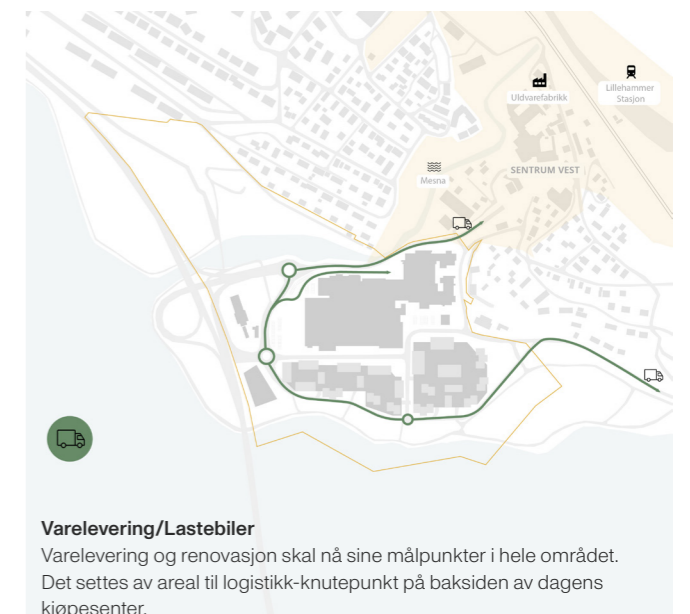 Uldvarefabrikk
Lillehammer
Stasjon
SENTRUM VEST
Mesna
Varelevering/Lastebiler
Varelevering og renovasjon skal nå sine målpunkter i hele området.
Det settes av areal til logistikk-knutepunkt på baksiden av dagens
kjøpesenter.